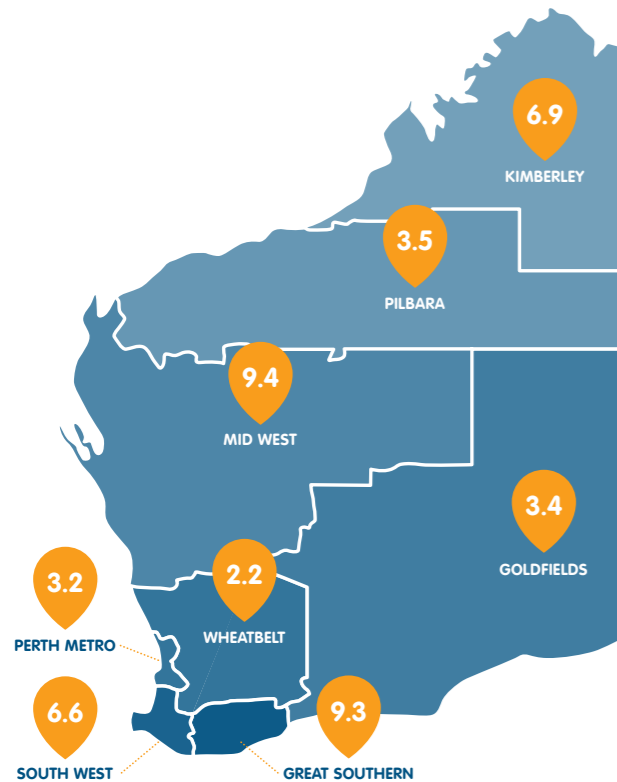 6.9
KIMBERLEY
3.5
PILBARA
9.4
MID WEST
3.4
GOLDFIELDS
2.2
WHEATBELT
3.2
PERTH METRO
6.6
SOUTH WEST
9.3
GREAT SOUTHERN